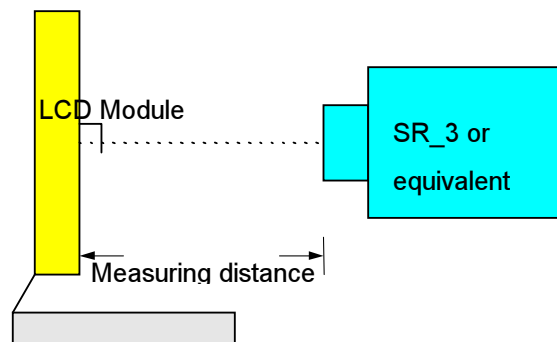 LCD Module
SR_3 or
equivalent
Measuring distance